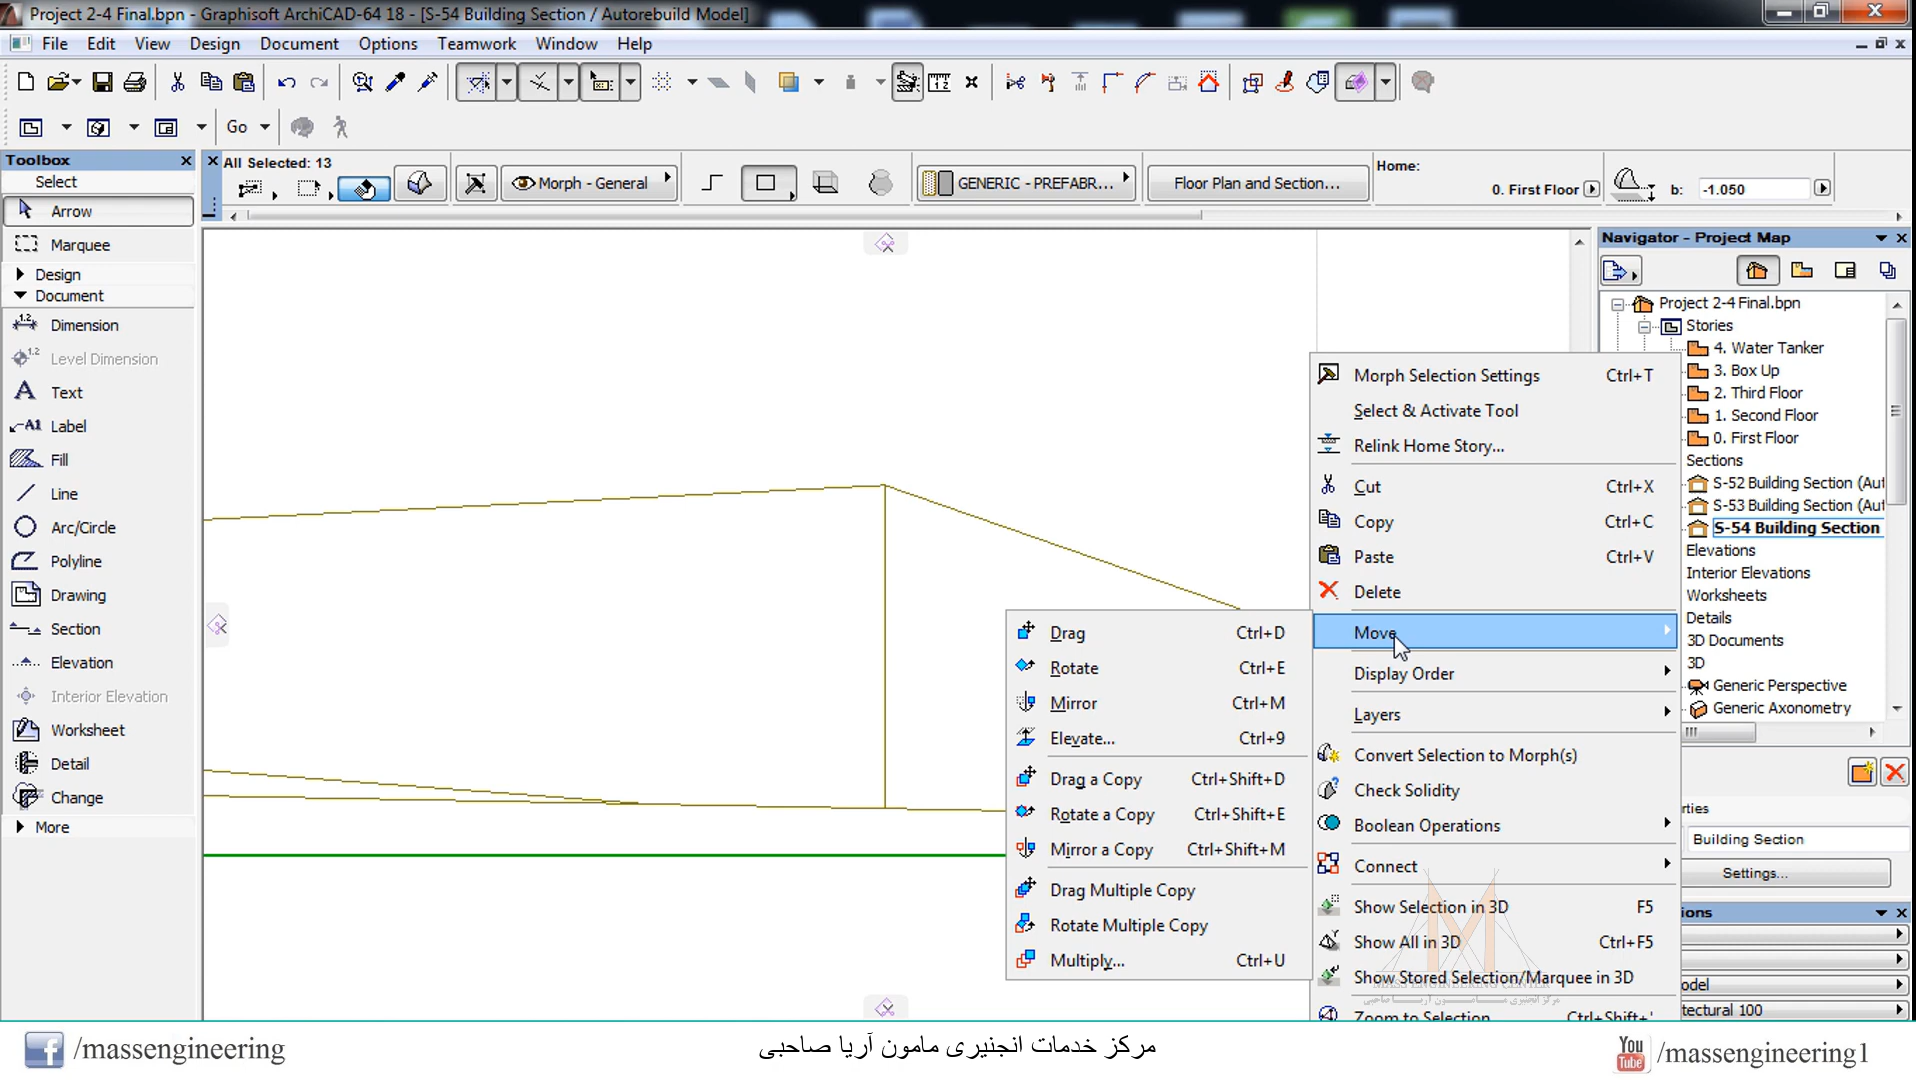 Project 2-4 Final.bpn - Graphisoft ArchiCAD-64 18 - [S-54 Building Section / Autorebuild Model]
File Edit View Design Document Options Teamwork Window Help
Go
Toolbox
All Selected: 13
Select
Arrow
Marquee
Design
Document
Dimension
Level Dimension
Text
Label
Fill
Line
Arc/Circle
Polyline
Drawing
Section
Elevation
Interior Elevation
Worksheet
Detail
Change
More
Morph - General
GENERIC - PREFABR...
Floor Plan and Section...
Home:
0. First Floor
b: -1.050
Navigator - Project Map
Project 2-4 Final.bpn
Stories
4. Water Tanker
3. Box Up
2. Third Floor
1. Second Floor
0. First Floor
Sections
S-52 Building Section (Aut
S-53 Building Section (Aut
S-54 Building Section
Elevations
Interior Elevations
Worksheets
Details
3D Documents
3D
Generic Perspective
Generic Axonometry
rties
Building Section
Settings...
ions
odel
tectural 100
Morph Selection Settings Ctrl+T
Select & Activate Tool
Relink Home Story...
Cut Ctrl+X
Copy Ctrl+C
Paste Ctrl+V
Delete
Move
Display Order
Layers
Convert Selection to Morph(s)
Check Solidity
Boolean Operations
Connect
Show Selection in 3D F5
Show All in 3D Ctrl+F5
Show Stored Selection/Marquee in 3D
Zoom to Selection Ctrl+Shift+'
Drag Ctrl+D
Rotate Ctrl+E
Mirror Ctrl+M
Elevate... Ctrl+9
Drag a Copy Ctrl+Shift+D
Rotate a Copy Ctrl+Shift+E
Mirror a Copy Ctrl+Shift+M
Drag Multiple Copy
Rotate Multiple Copy
Multiply... Ctrl+U
/massengineering
مرکز خدمات انجنیری مامون آریا صاحبی
You
Tube
/massengineering1